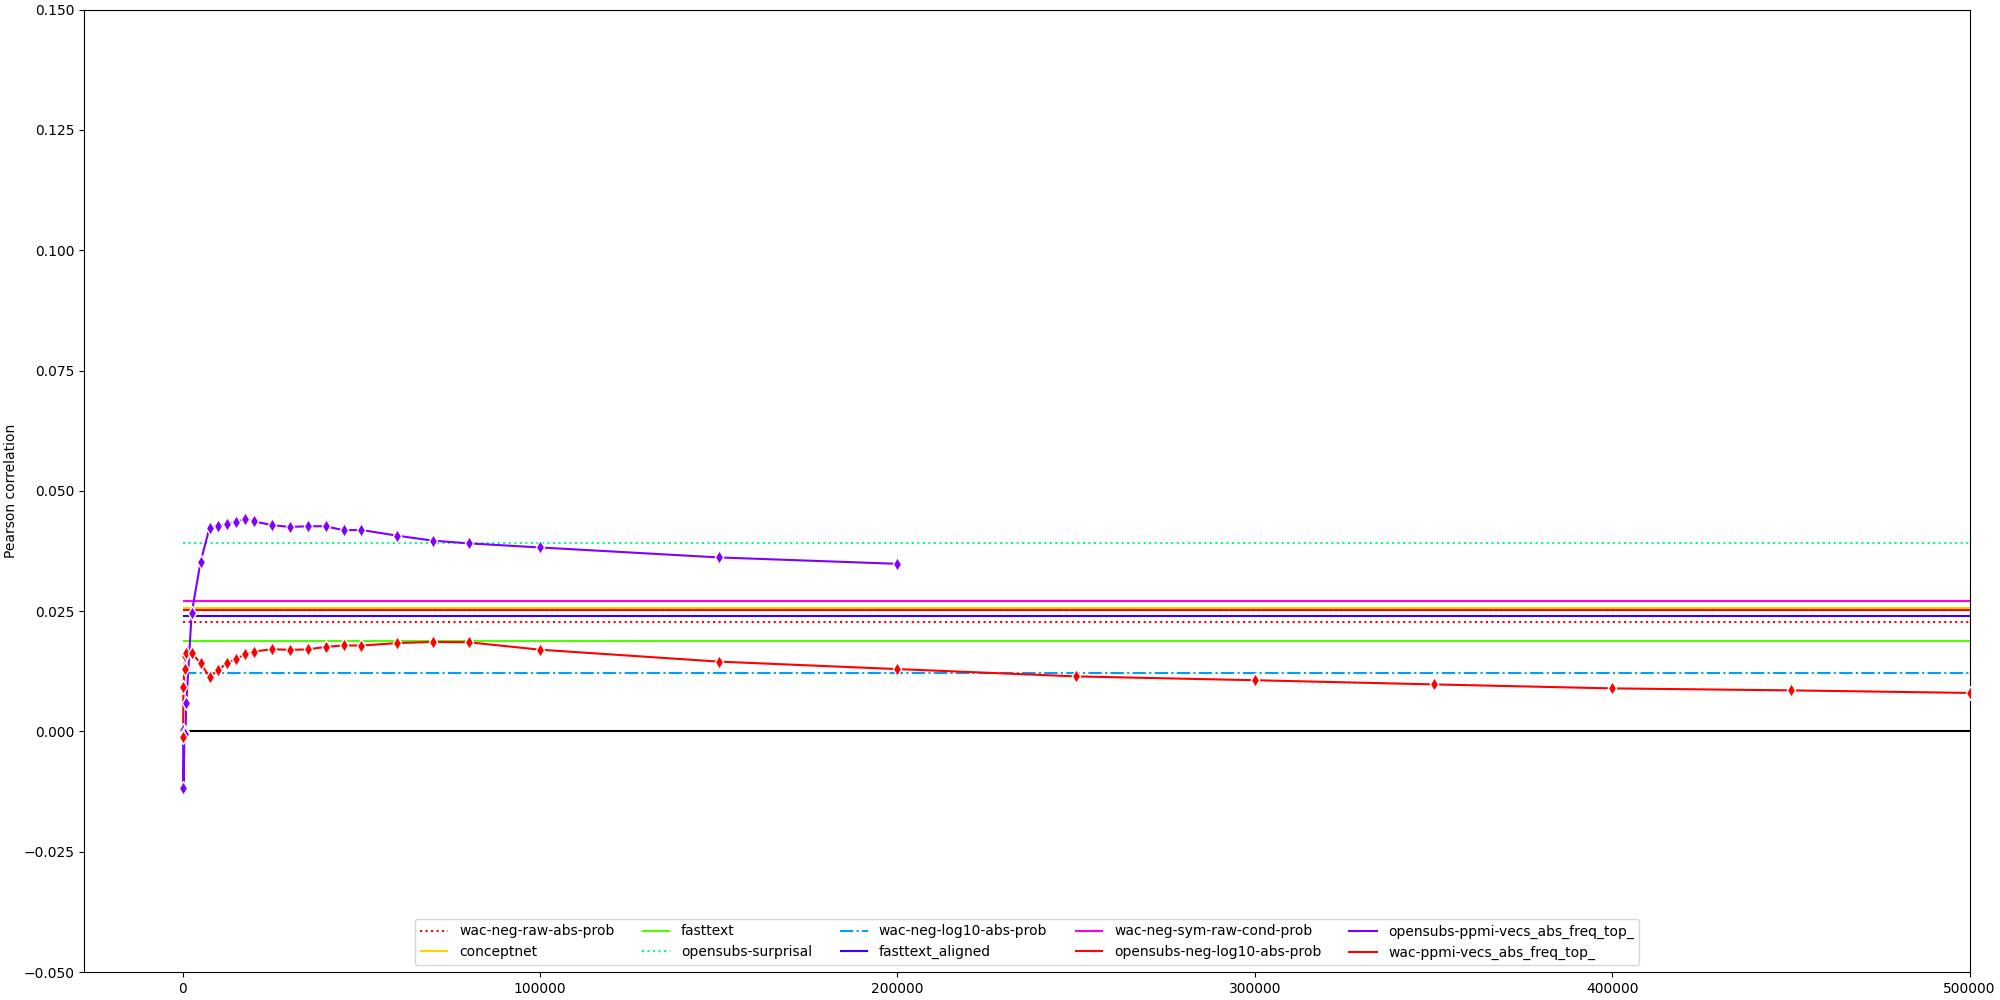 0.150
0.125
0.100
0.075
0.050
0.025
0.000
−0.025
−0.050
Pearson correlation
0 100000 200000 300000 400000 500000
wac-neg-raw-abs-prob
conceptnet
fasttext
opensubs-surprisal
wac-neg-log10-abs-prob
fasttext_aligned
wac-neg-sym-raw-cond-prob
opensubs-neg-log10-abs-prob
opensubs-ppmi-vecs_abs_freq_top_
wac-ppmi-vecs_abs_freq_top_